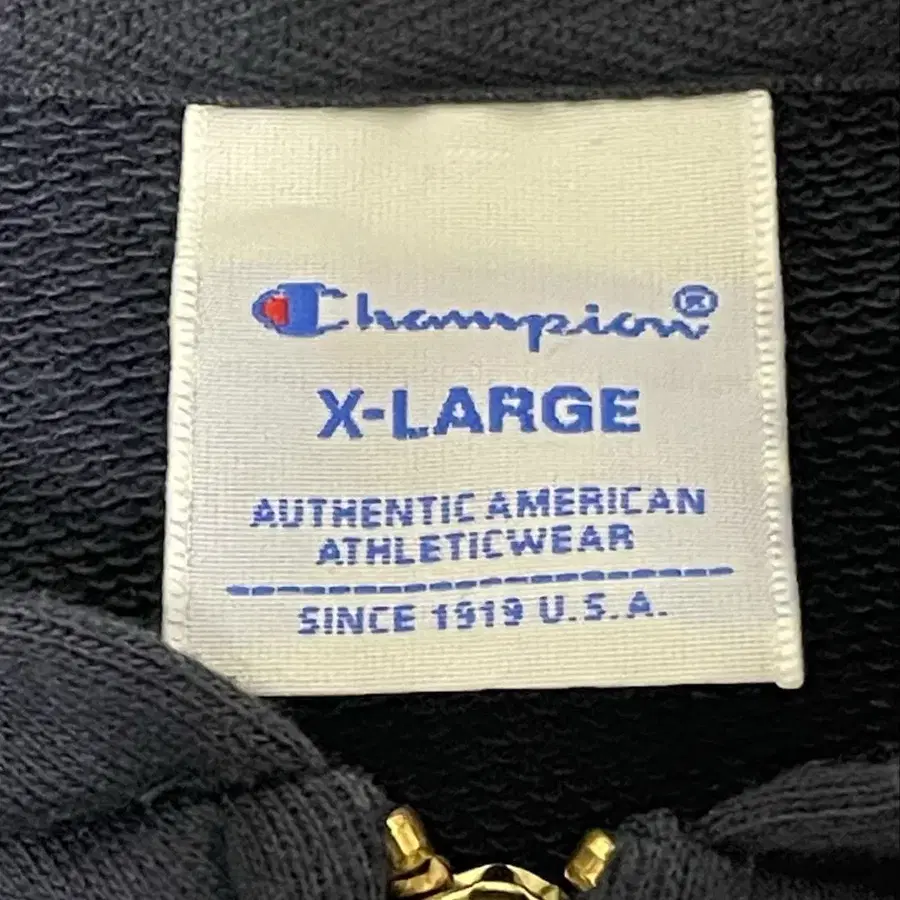 Champion®
X-LARGE
AUTHENTIC AMERICAN
ATHLETICWEAR
SINCE 1919 U.S.A.